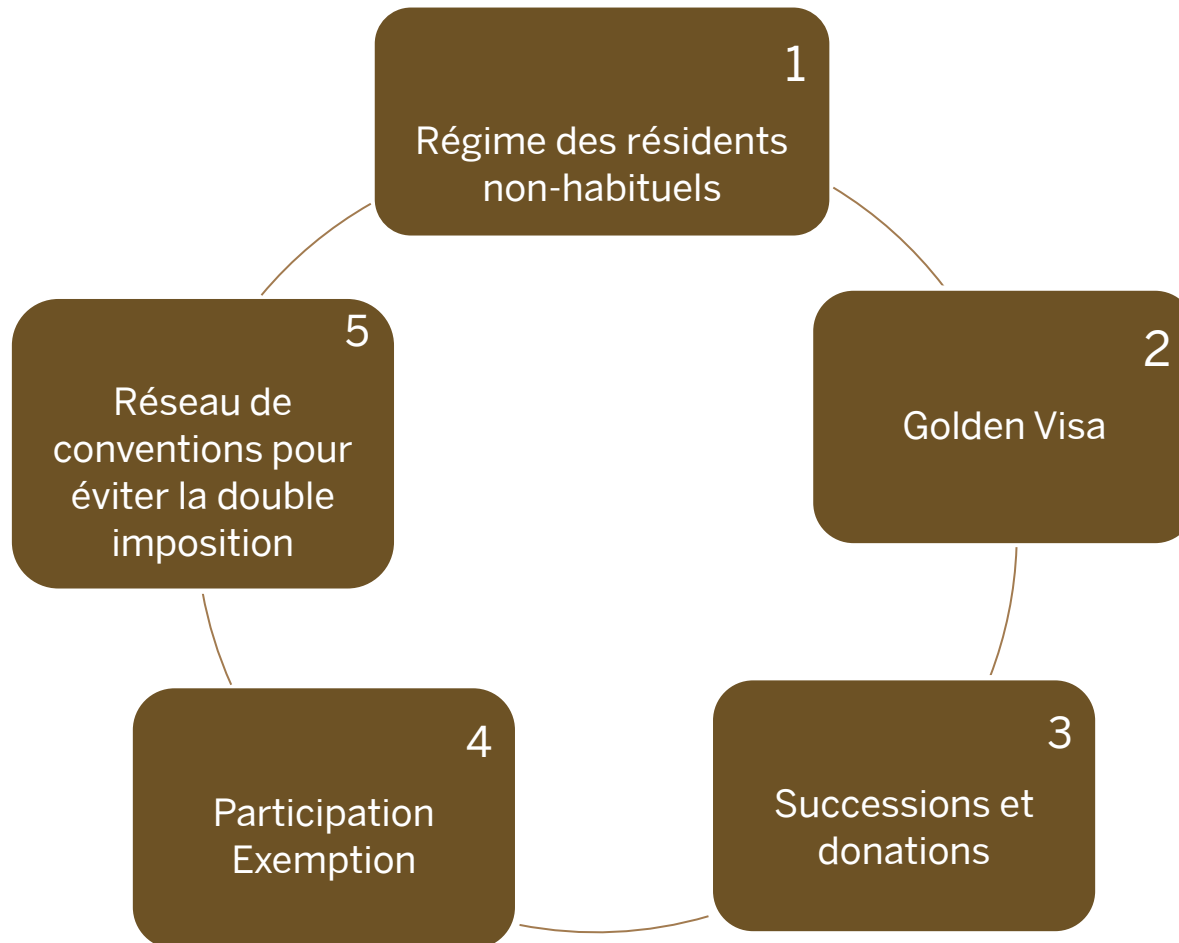 1
Régime des résidents
non-habituels
2
Golden Visa
3
Successions et
donations
4
Participation
Exemption
5
Réseau de
conventions pour
éviter la double
imposition